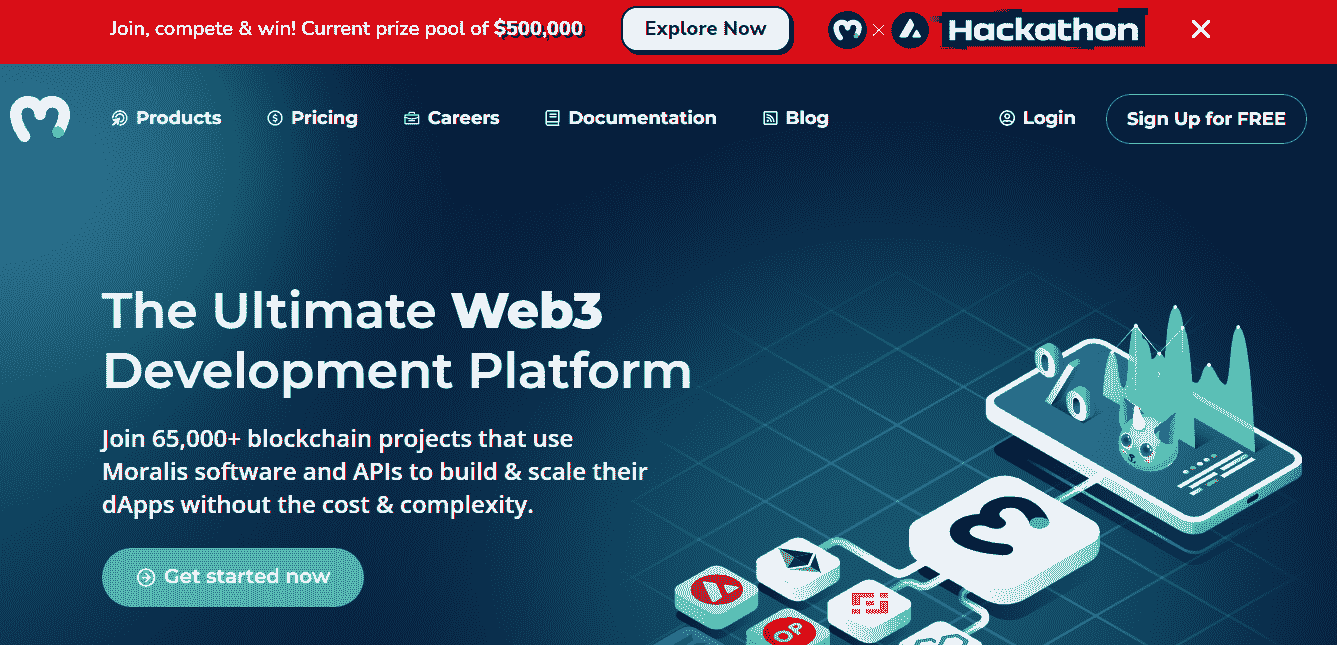 Join, compete & win! Current prize pool of $500,000
Explore Now
Hackathon
Products
Pricing
Careers
Documentation
Blog
Login
Sign Up for FREE
The Ultimate Web3
Development Platform
Join 65,000+ blockchain projects that use
Moralis software and APIs to build & scale their
dApps without the cost & complexity.
Get started now
%
OP